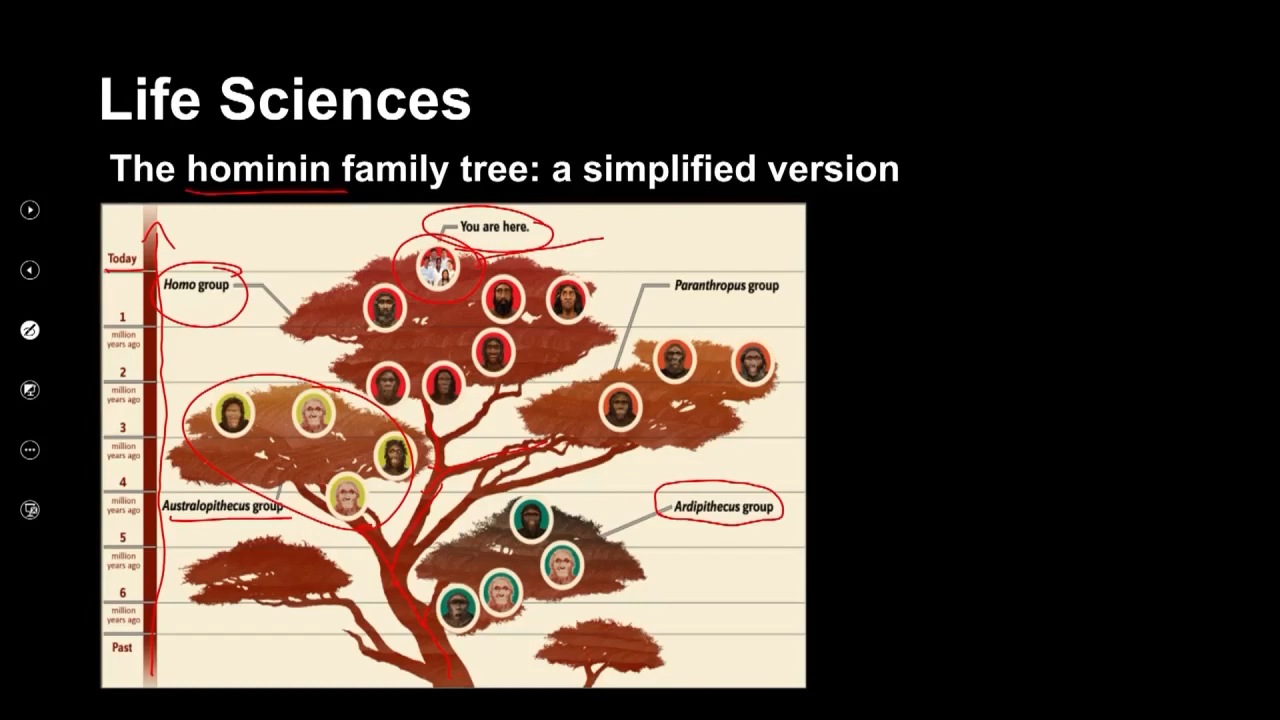 Life Sciences
The hominin family tree: a simplified version
You are here.
Today
Homo group
Paranthropus group
1
million
years ago
2
million
years ago
3
million
years ago
4
million
years ago
Australopithecus group
Ardipithecus group
5
million
years ago
6
million
years ago
Past